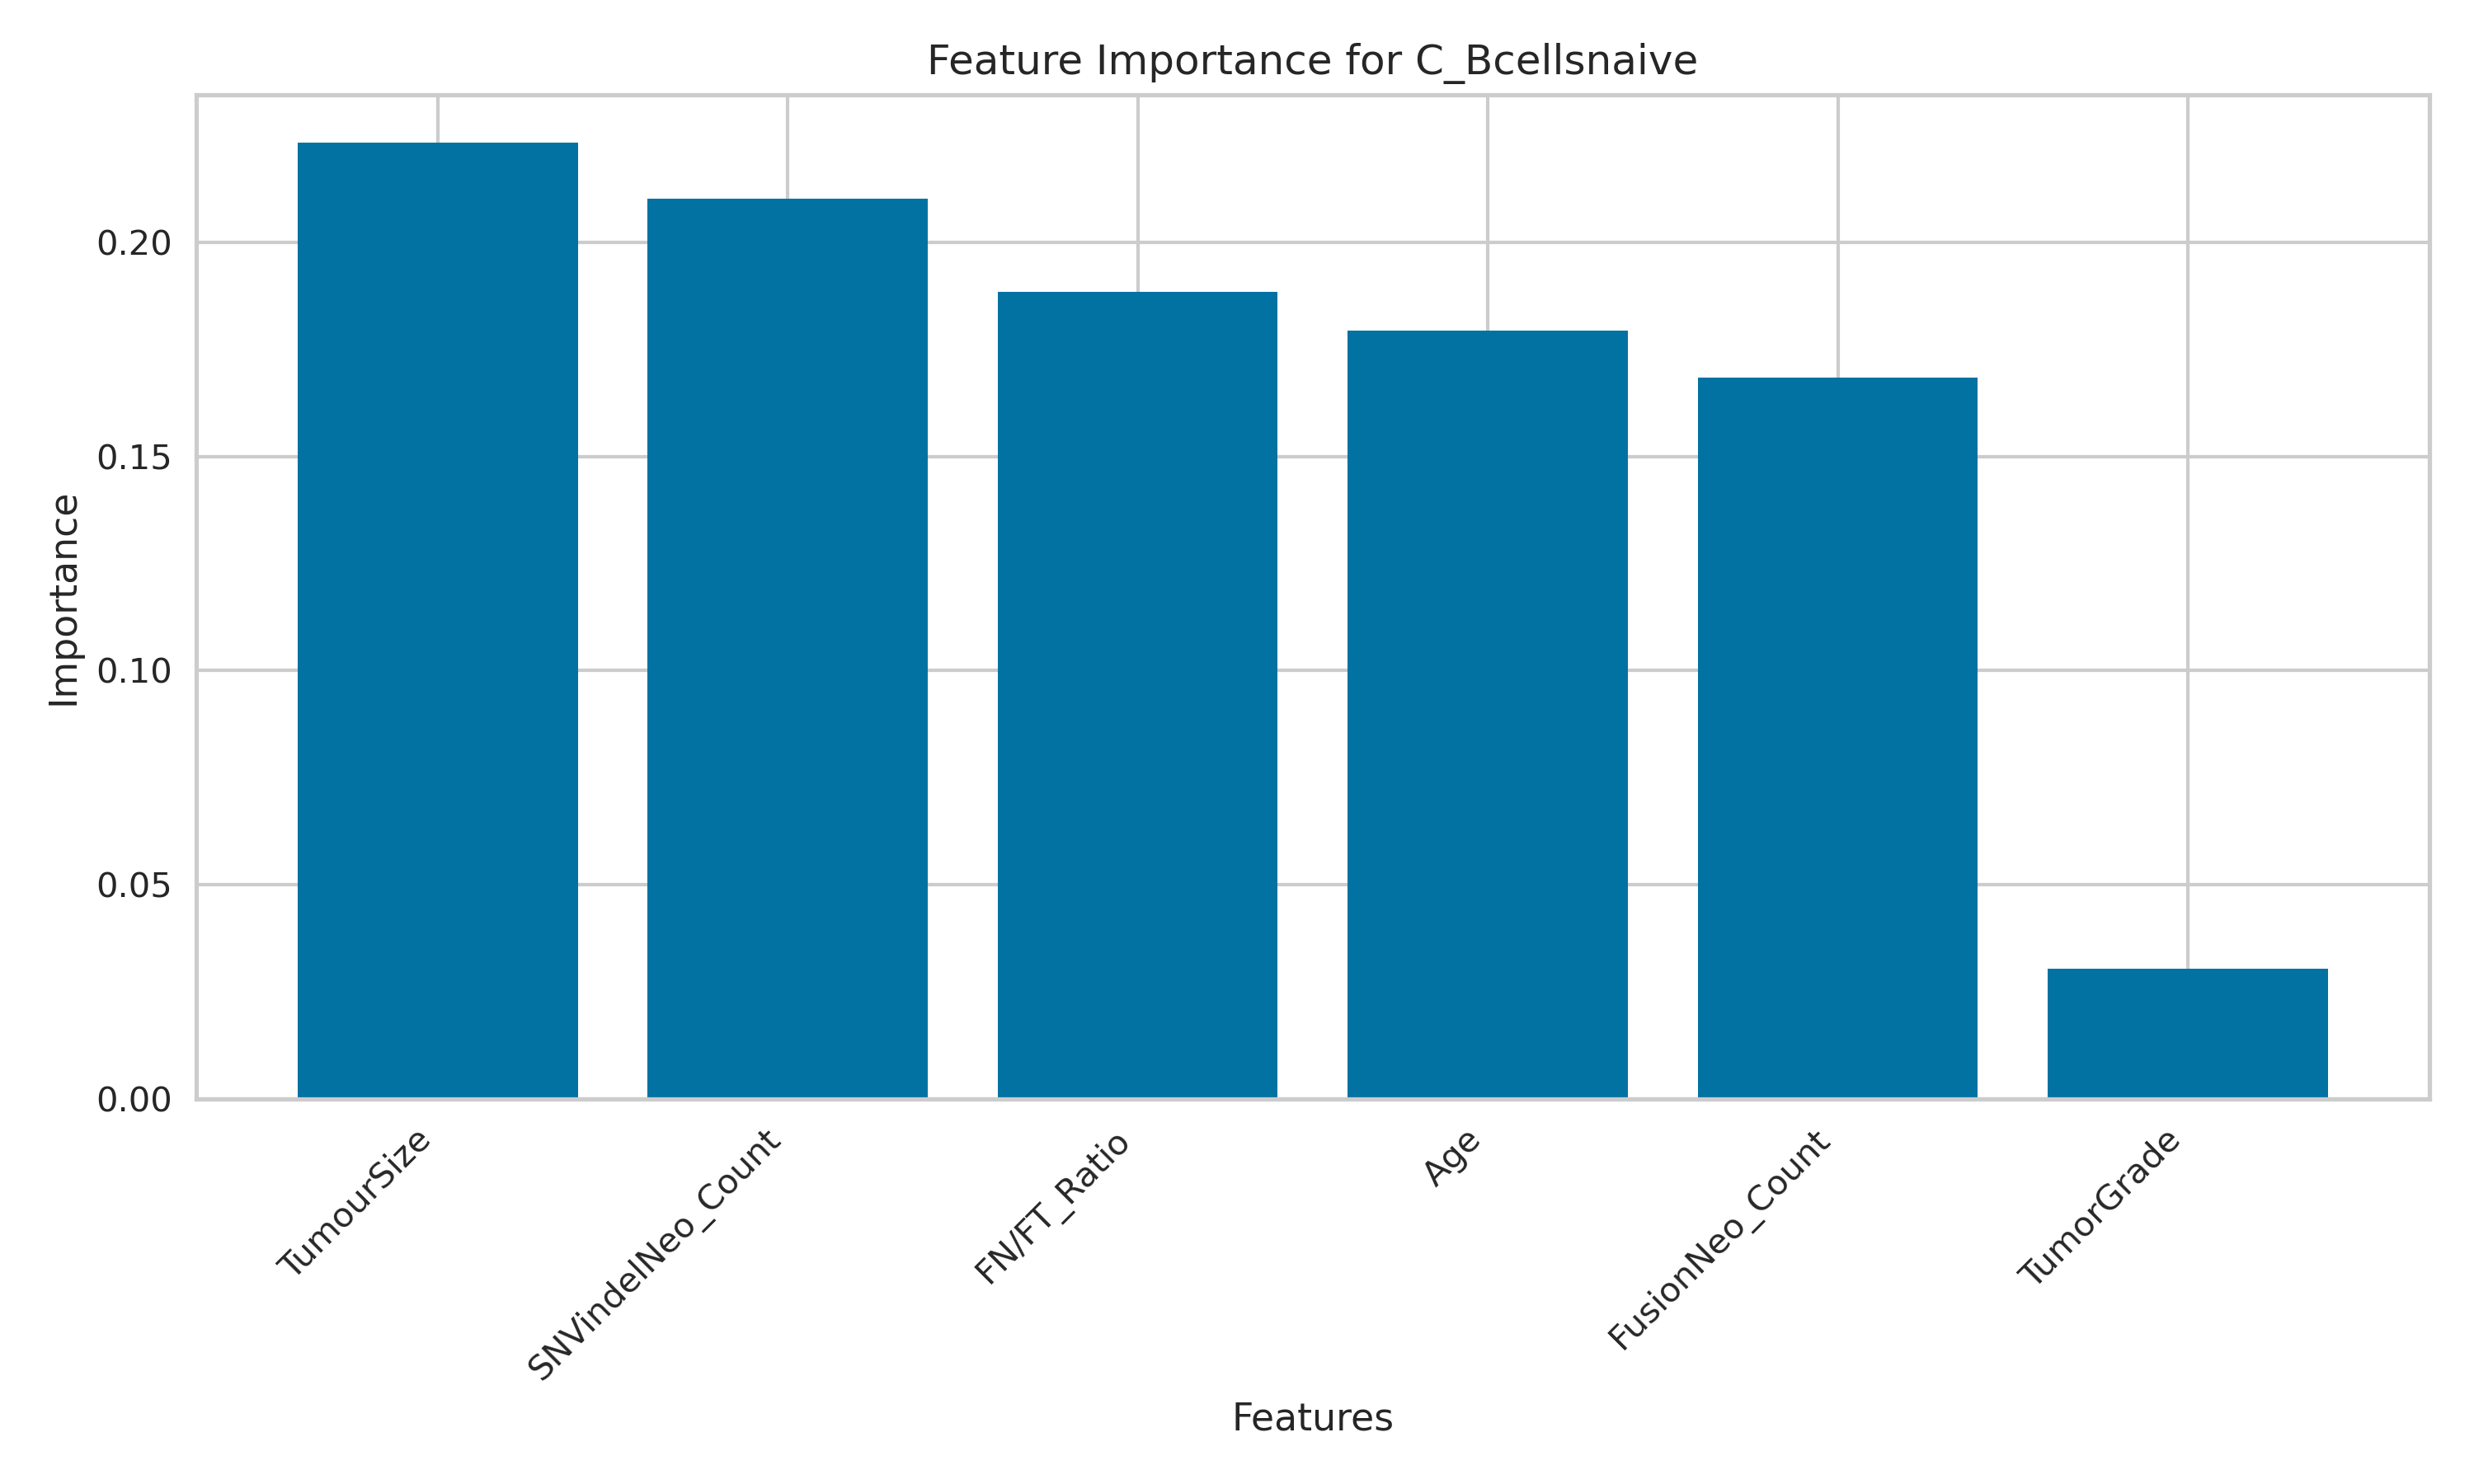 Feature Importance for C_Bcellsnaive
Importance
0.20
0.15
0.10
0.05
0.00
TumourSize
SNVindelNeo_Count
FN/FT_Ratio
Age
FusionNeo_Count
TumorGrade
Features